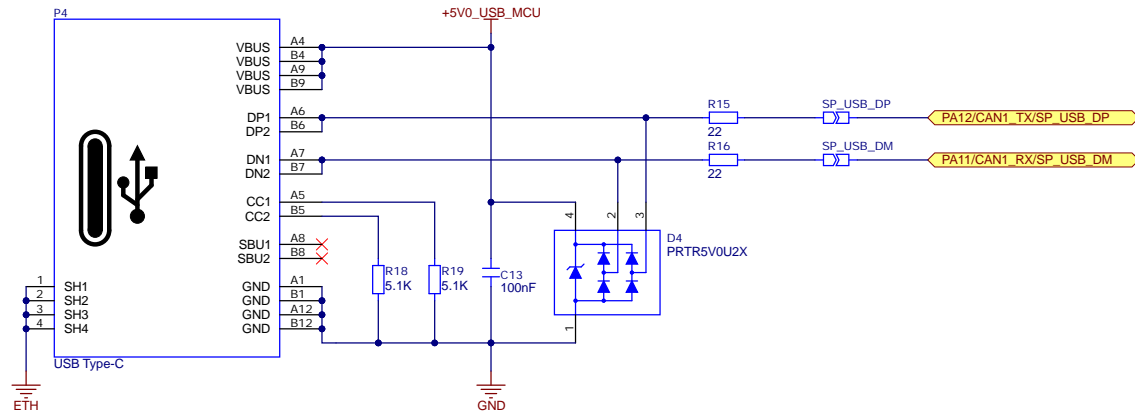 P4
+5V0_USB_MCU
VBUS A4
VBUS B4
VBUS A9
VBUS B9
DP1 A6
DP2 B6
R15
22
SP_USB_DP
PA12/CAN1_TX/SP_USB_DP
DN1 A7
DN2 B7
R16
22
SP_USB_DM
PA11/CAN1_RX/SP_USB_DM
CC1 A5
CC2 B5
4
2
3
D4
PRTR5V0U2X
SBU1 A8
SBU2 B8
R18
5.1K
R19
5.1K
C13
100nF
1 SH1
2 SH2
3 SH3
4 SH4
GND A1
GND B1
GND A12
GND B12
1
USB Type-C
ETH
GND